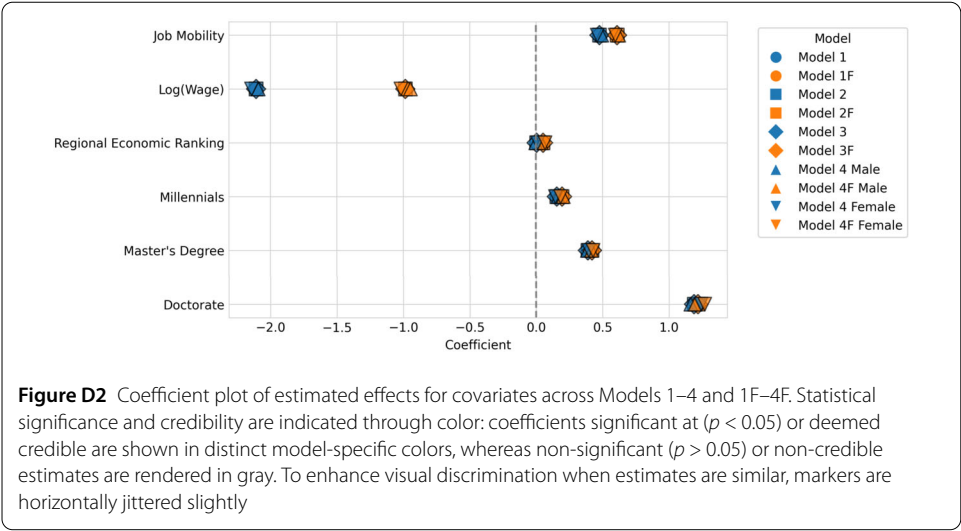 Job Mobility
Log(Wage)
Regional Economic Ranking
Millennials
Master's Degree
Doctorate
−2.0 −1.5 −1.0 −0.5 0.0 0.5 1.0
Coefficient
Model
Model 1
Model 1F
Model 2
Model 2F
Model 3
Model 3F
Model 4 Male
Model 4F Male
Model 4 Female
Model 4F Female
Figure D2 Coefficient plot of estimated effects for covariates across Models 1–4 and 1F–4F. Statistical
significance and credibility are indicated through color: coefficients significant at (p < 0.05) or deemed
credible are shown in distinct model-specific colors, whereas non-significant (p > 0.05) or non-credible
estimates are rendered in gray. To enhance visual discrimination when estimates are similar, markers are
horizontally jittered slightly